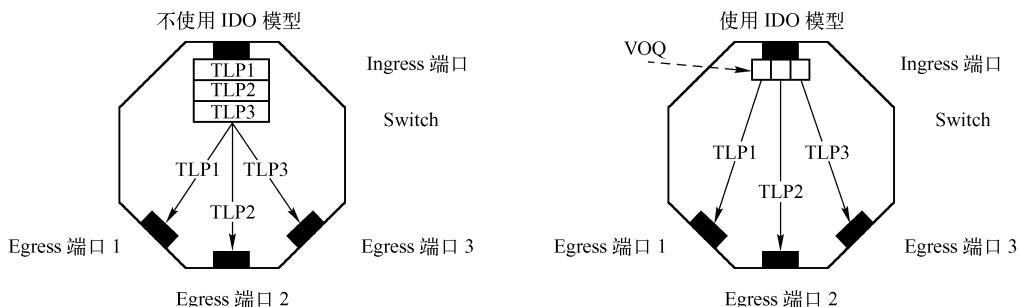 不使用 IDO 模型
Ingress 端口
TLP1
TLP2
TLP3
Switch
TLP1
TLP3
TLP2
Egress 端口 1
Egress 端口 3
Egress 端口 2
使用 IDO 模型
VOQ
Ingress 端口
Switch
TLP1
TLP3
TLP2
Egress 端口 1
Egress 端口 3
Egress 端口 2